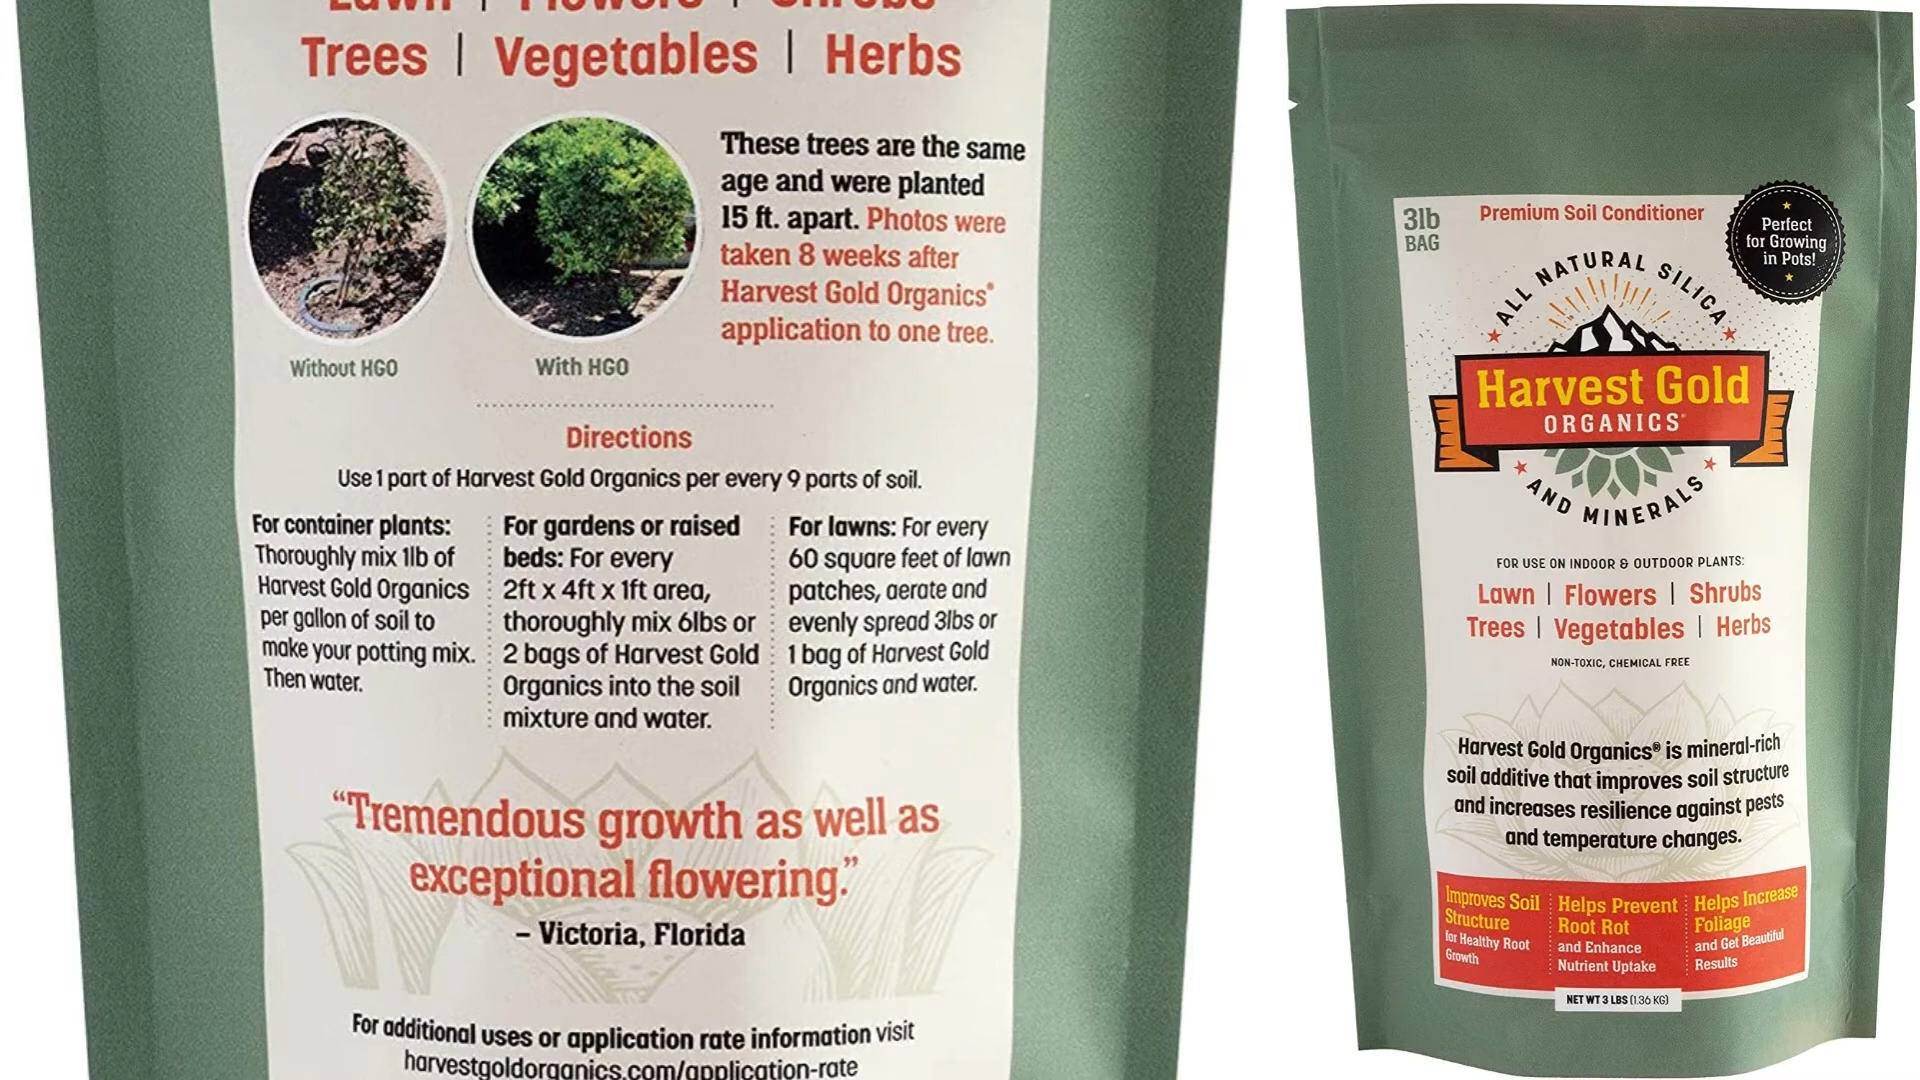 Lawn | Flowers | Shrubs
Trees | Vegetables | Herbs
These trees are the same
age and were planted
15 ft. apart. Photos were
taken 8 weeks after
Harvest Gold Organics®
application to one tree.
Without HGO
With HGO
Directions
Use 1 part of Harvest Gold Organics per every 9 parts of soil.
For container plants:
Thoroughly mix 1lb of
Harvest Gold Organics
per gallon of soil to
make your potting mix.
Then water.
For gardens or raised
beds: For every
2ft x 4ft x 1ft area,
thoroughly mix 6lbs or
2 bags of Harvest Gold
Organics into the soil
mixture and water.
For lawns: For every
60 square feet of lawn
patches, aerate and
evenly spread 3lbs or
1 bag of Harvest Gold
Organics and water.
"Tremendous growth as well as
exceptional flowering."
– Victoria, Florida
For additional uses or application rate information visit
harvestgoldorganics.com/application-rate
3lb
BAG
Premium Soil Conditioner
Perfect
for Growing
in Pots!
ALL NATURAL SILICA
Harvest Gold
ORGANICS®
AND MINERALS
FOR USE ON INDOOR & OUTDOOR PLANTS:
Lawn | Flowers | Shrubs
Trees | Vegetables | Herbs
NON-TOXIC, CHEMICAL FREE
Harvest Gold Organics® is mineral-rich
soil additive that improves soil structure
and increases resilience against pests
and temperature changes.
Improves Soil
Structure
for Healthy Root
Growth
Helps Prevent
Root Rot
and Enhance
Nutrient Uptake
Helps Increase
Foliage
and Get Beautiful
Results
NET WT 3 LBS (1.36 KG)